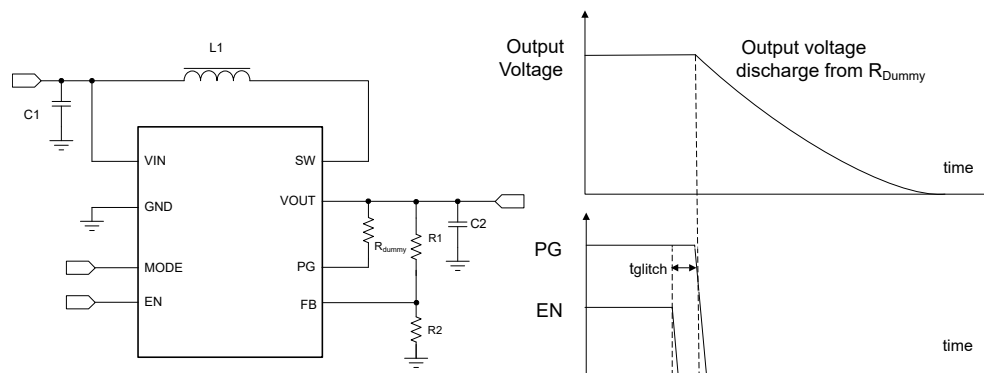 L1
C1
VIN
SW
GND
VOUT
C2
R1
Rdummy
MODE
PG
EN
FB
R2
Output
Voltage
Output voltage
discharge from RDummy
time
PG
tglitch
EN
time